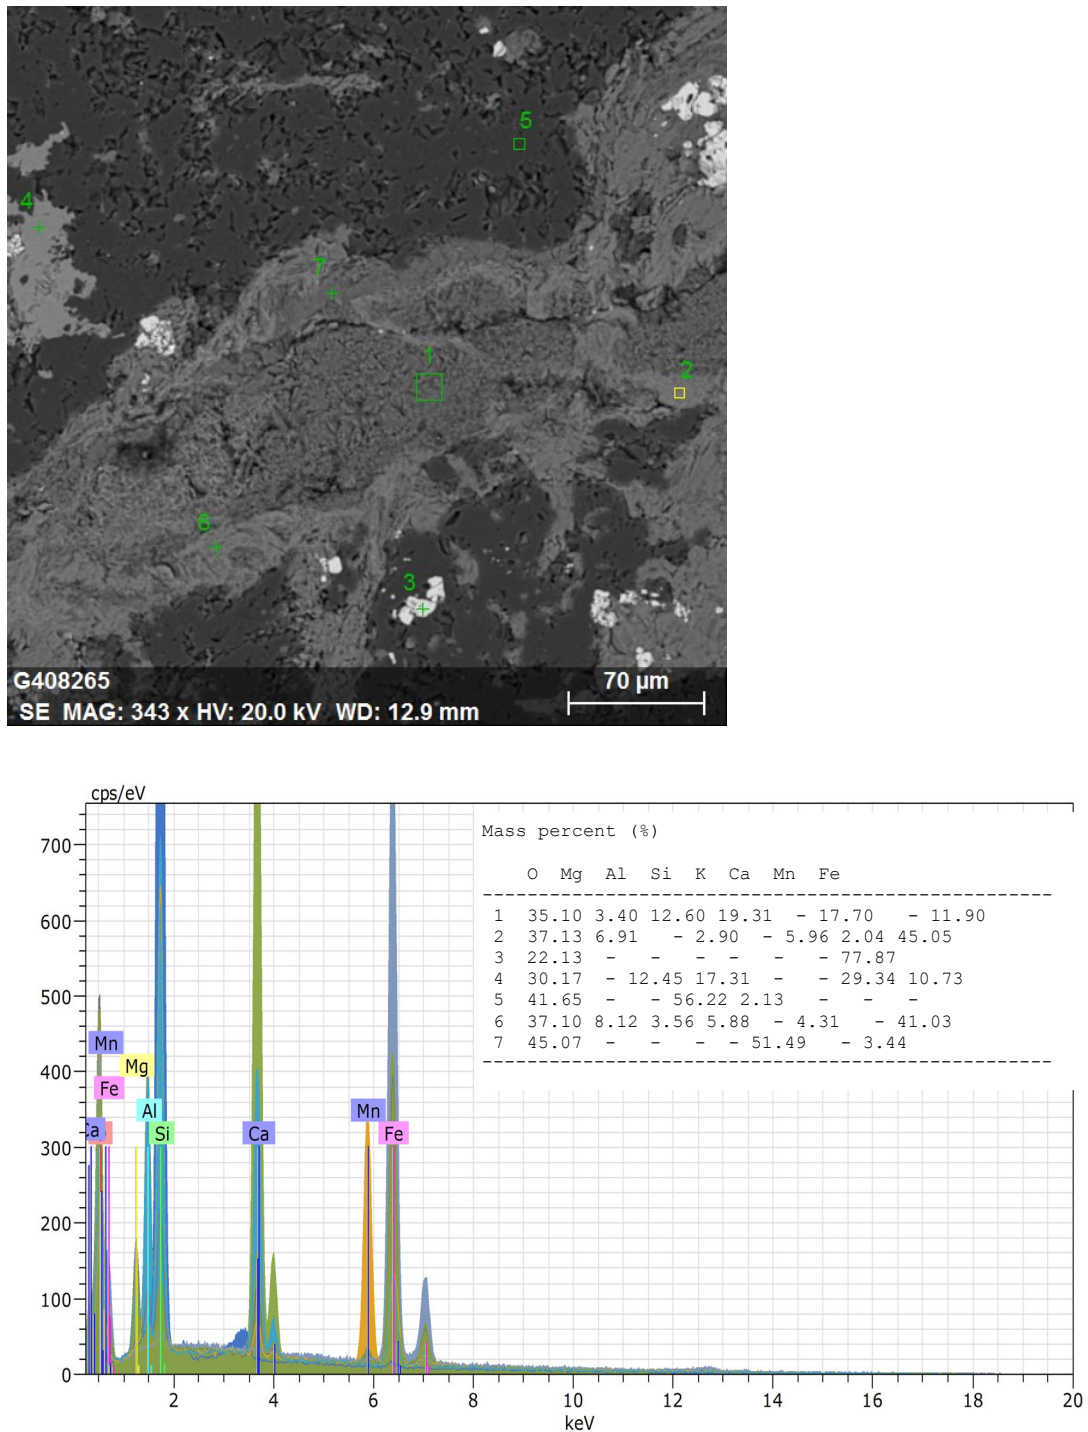 5
4
7
1
2
6
3
G408265
70 µm
SE MAG: 343 x HV: 20.0 kV WD: 12.9 mm
cps/eV
Mass percent (%)
O Mg Al Si K Ca Mn Fe
1 35.10 3.40 12.60 19.31 - 17.70 - 11.90
2 37.13 6.91 - 2.90 - 5.96 2.04 45.05
3 22.13 - - - - - - 77.87
4 30.17 - 12.45 17.31 - - 29.34 10.73
5 41.65 - - 56.22 2.13 - - -
6 37.10 8.12 3.56 5.88 - 4.31 - 41.03
7 45.07 - - - - 51.49 - 3.44
700
600
500
400
300
200
100
0
Mn
Mg
Fe
Al
Si
Ca
Ca
Mn
Fe
2 4 6 8 10 12 14 16 18 20
keV